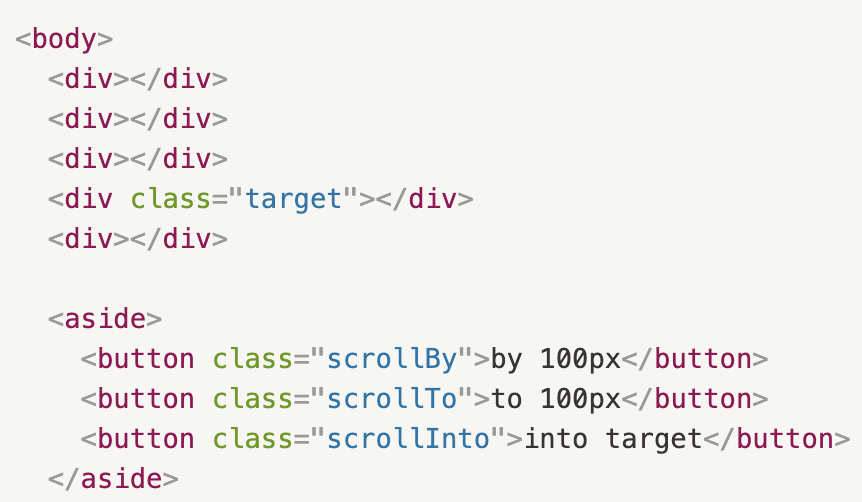 <body>
<div></div>
<div></div>
<div></div>
<div class="target"></div>
<div></div>
<aside>
<button class="scrollBy">by 100px</button>
<button class="scrollTo">to 100px</button>
<button class="scrollInto">into target</button>
</aside>